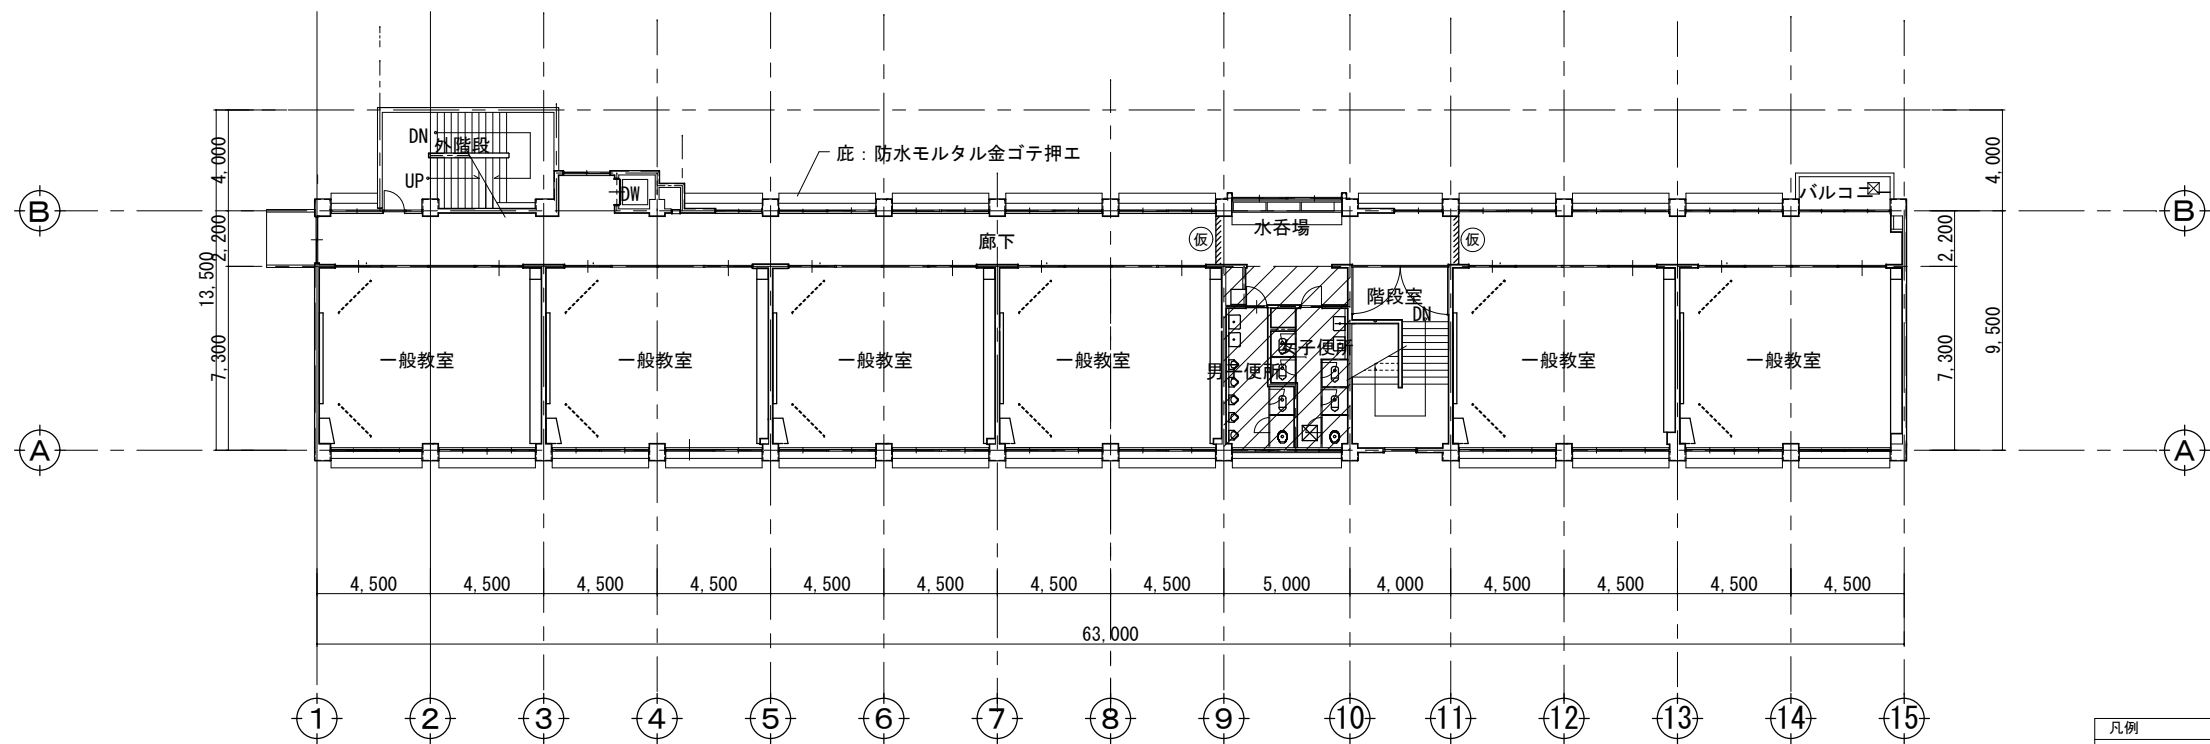 DN
外階段
UP
DW
庇：防水モルタル金ゴテ押エ
バルコニー
4,000
4,000
B
B
2,200
廊下
仮
水呑場
仮
2,200
13,500
階段室
DN
9,500
7,300
一般教室
一般教室
一般教室
一般教室
男子便所
女子便所
一般教室
一般教室
7,300
A
A
4,500 4,500 4,500 4,500 4,500 4,500 4,500 4,500 5,000 4,000 4,500 4,500 4,500 4,500
63,000
1 2 3 4 5 6 7 8 9 10 11 12 13 14 15
凡例